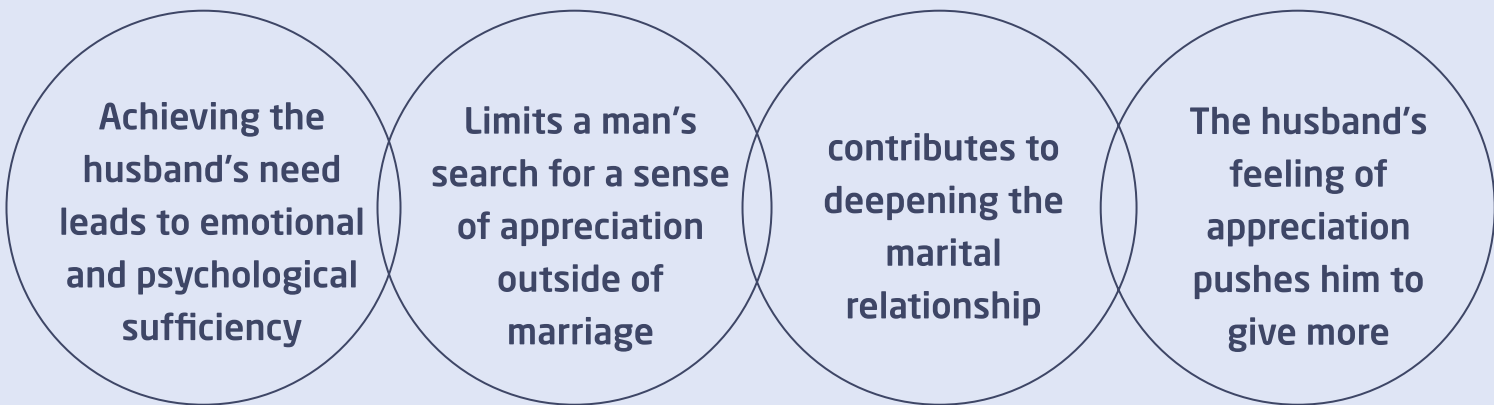 Achieving the
husband's need
leads to emotional
and psychological
sufficiency
Limits a man's
search for a sense
of appreciation
outside of
marriage
contributes to
deepening the
marital
relationship
The husband's
feeling of
appreciation
pushes him to
give more